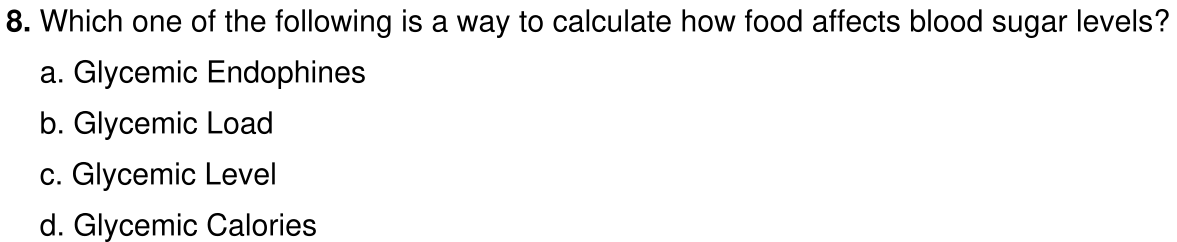 8. Which one of the following is a way to calculate how food affects blood sugar levels?
a. Glycemic Endophines
b. Glycemic Load
c. Glycemic Level
d. Glycemic Calories